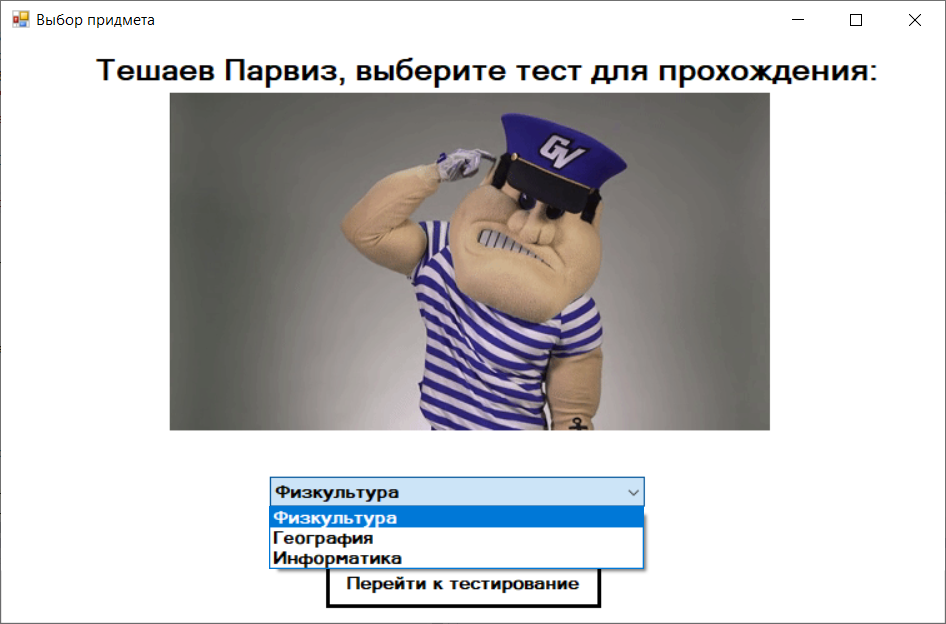 Выбор придмета
Тешаев Парвиз, выберите тест для прохождения:
GV
Физкультура
Физкультура
География
Информатика
Перейти к тестирование